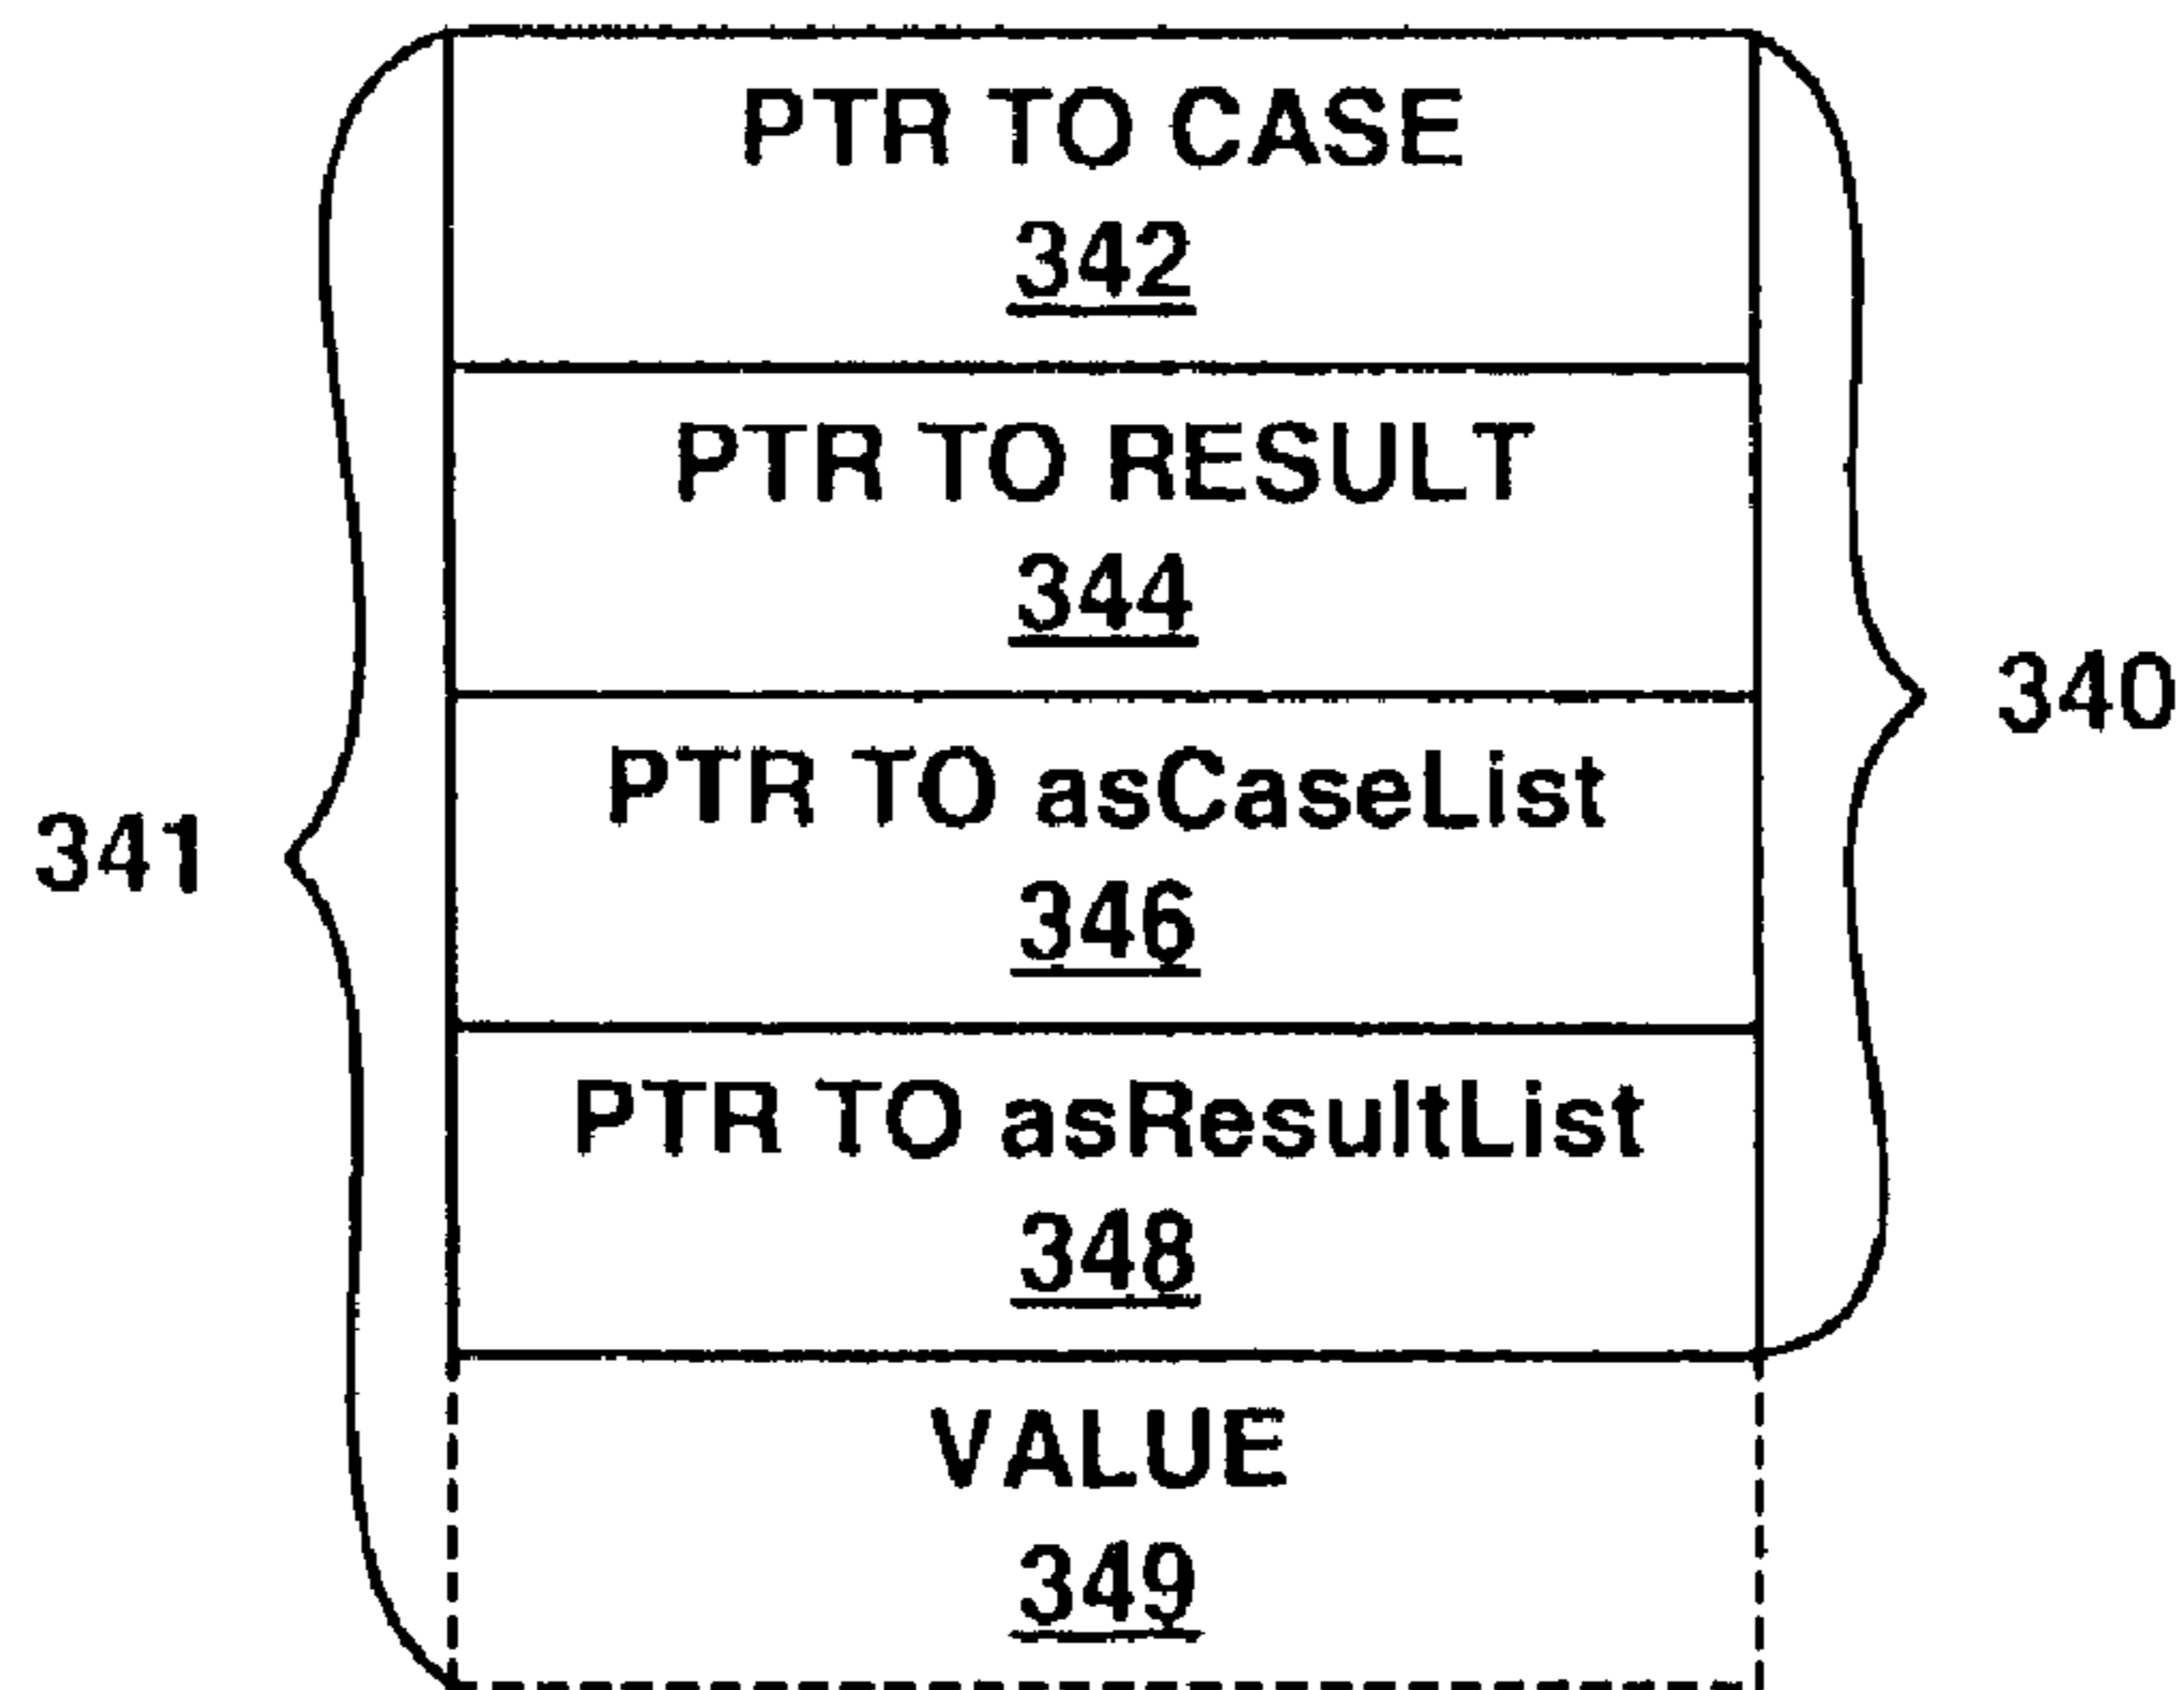 PTR TO CASE
342
PTR TO RESULT
344
340
PTR TO asCaseList
341
346
PTR TO asResultList
348
VALUE
349